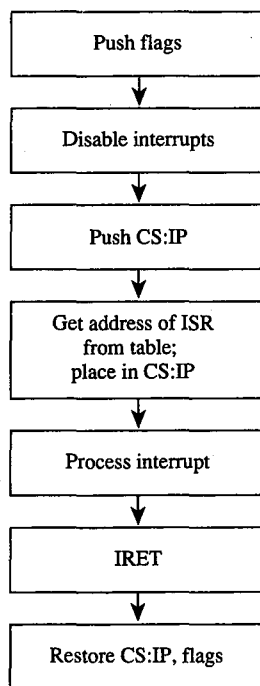 Push flags
Disable interrupts
Push CS:IP
Get address of ISR
from table;
place in CS:IP
Process interrupt
IRET
Restore CS:IP, flags